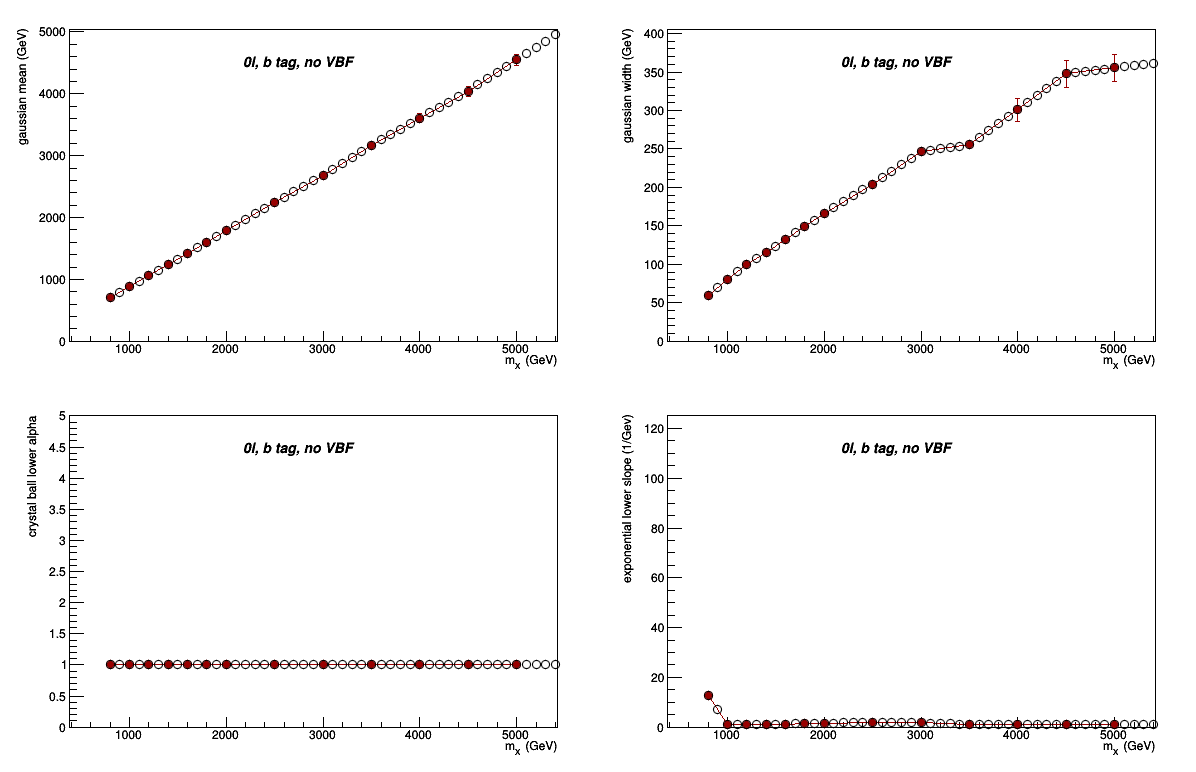 gaussian mean (GeV)
5000
4000
3000
2000
1000
0
0l, b tag, no VBF
1000 2000 3000 4000 5000
m_x (GeV)
gaussian width (GeV)
400
350
300
250
200
150
100
50
0
0l, b tag, no VBF
1000 2000 3000 4000 5000
m_x (GeV)
crystal ball lower alpha
5
4.5
4
3.5
3
2.5
2
1.5
1
0.5
0
0l, b tag, no VBF
1000 2000 3000 4000 5000
m_x (GeV)
exponential lower slope (1/Gev)
120
100
80
60
40
20
0
0l, b tag, no VBF
1000 2000 3000 4000 5000
m_x (GeV)